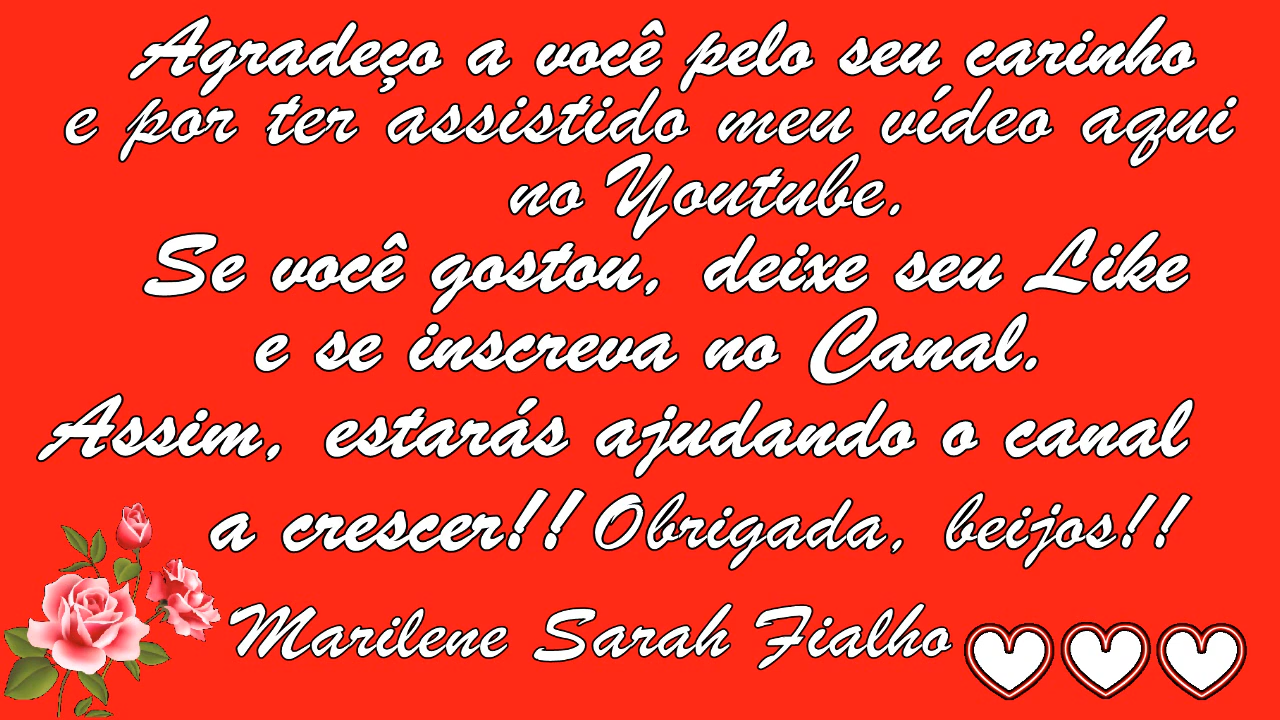 Agradeço a você pelo seu carinho
e por ter assistido meu vídeo aqui
no Youtube.
Se você gostou, deixe seu Like
e se inscreva no Canal.
Assim, estarás ajudando o canal
a crescer!! Obrigada, beijos!!
Marilene Sarah Fialho